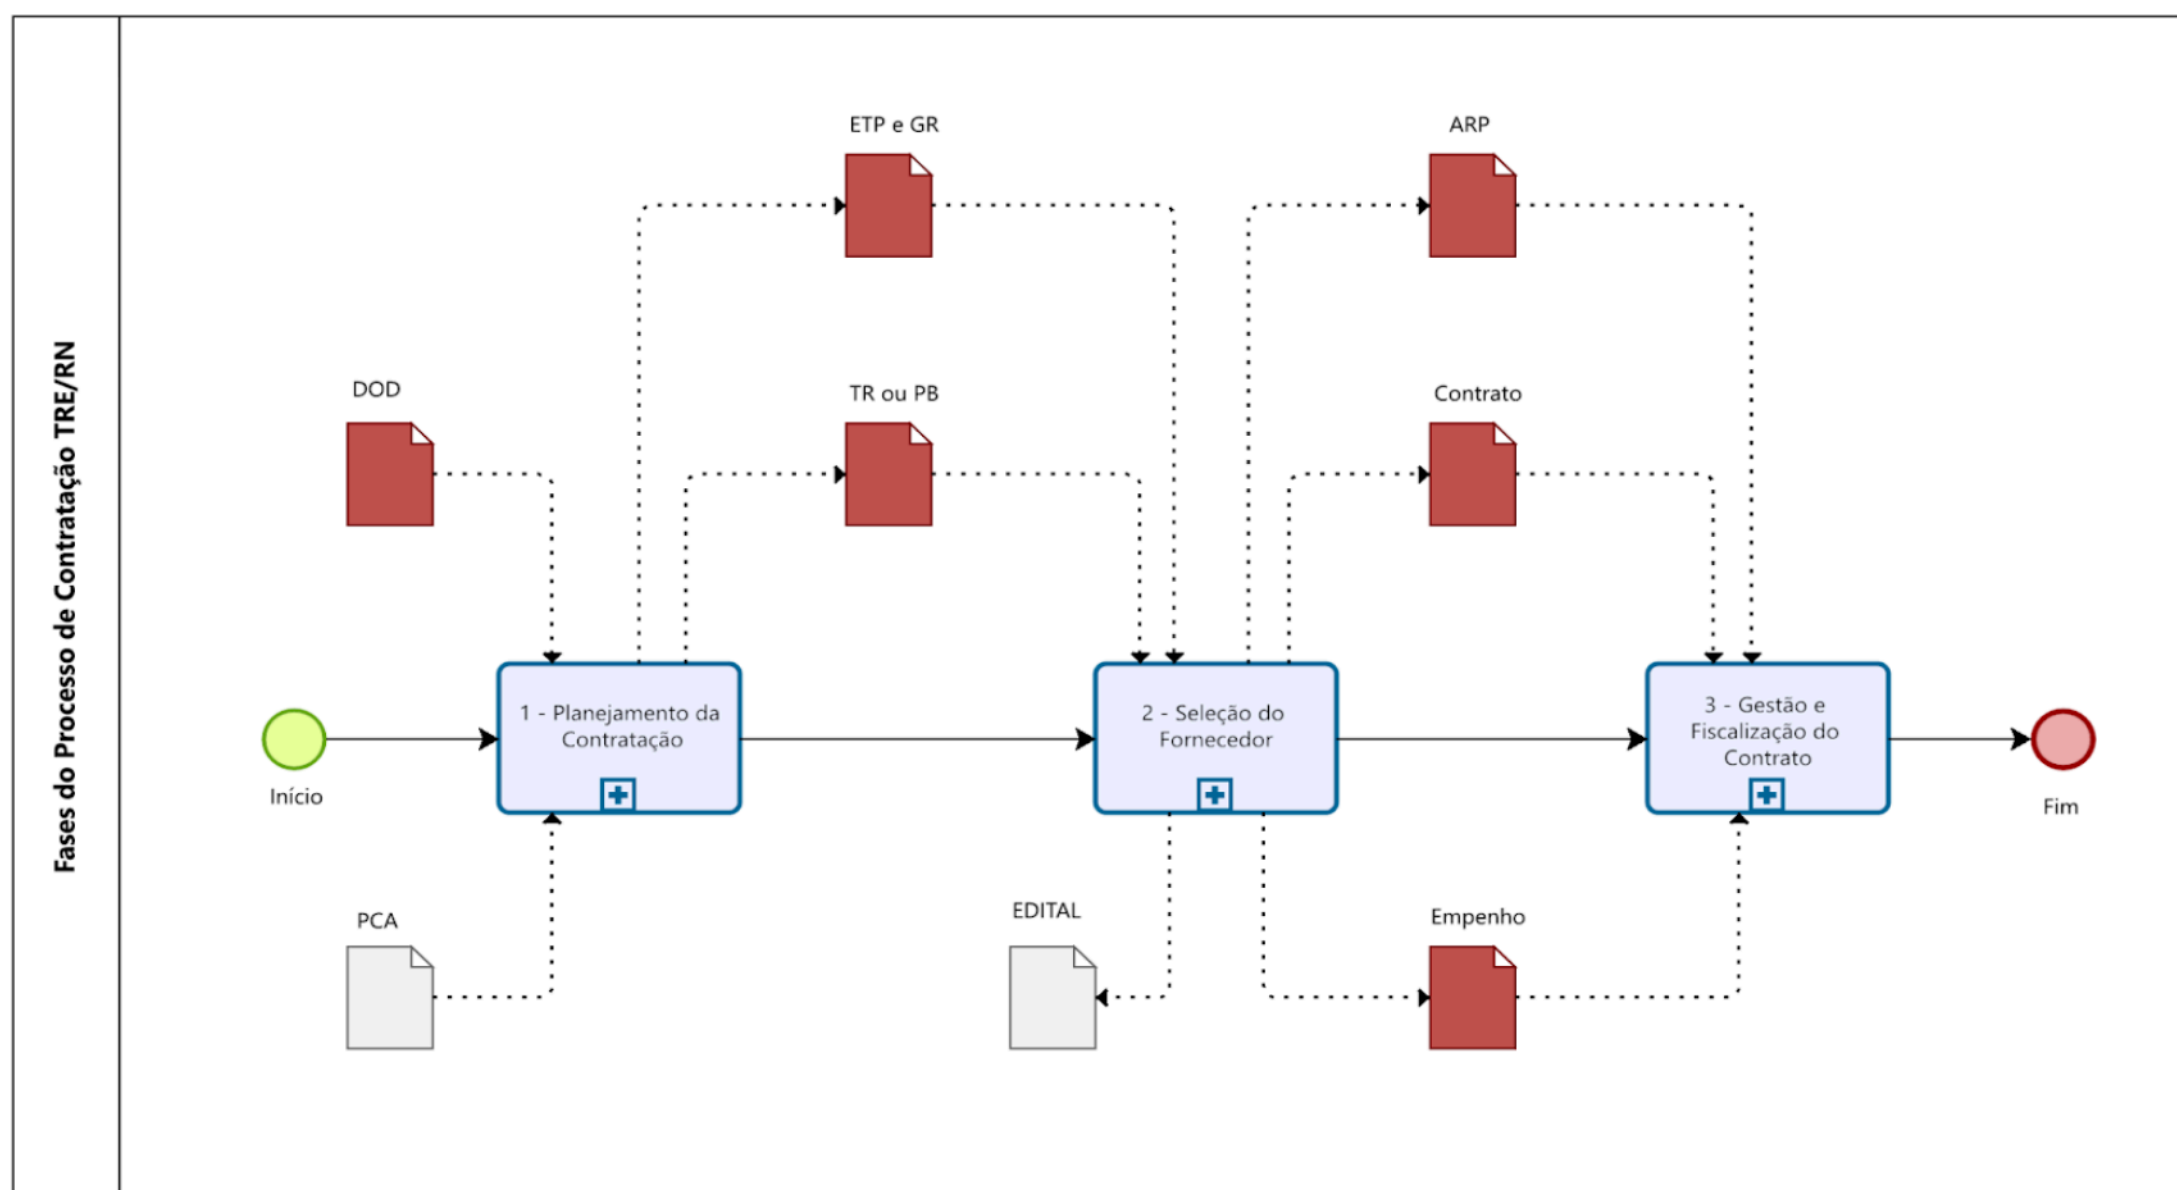 Fases do Processo de Contratação TRE/RN
ETP e GR
ARP
DOD
TR ou PB
Contrato
Início
1 - Planejamento da
Contratação
2 - Seleção do
Fornecedor
3 - Gestão e
Fiscalização do
Contrato
Fim
PCA
EDITAL
Empenho